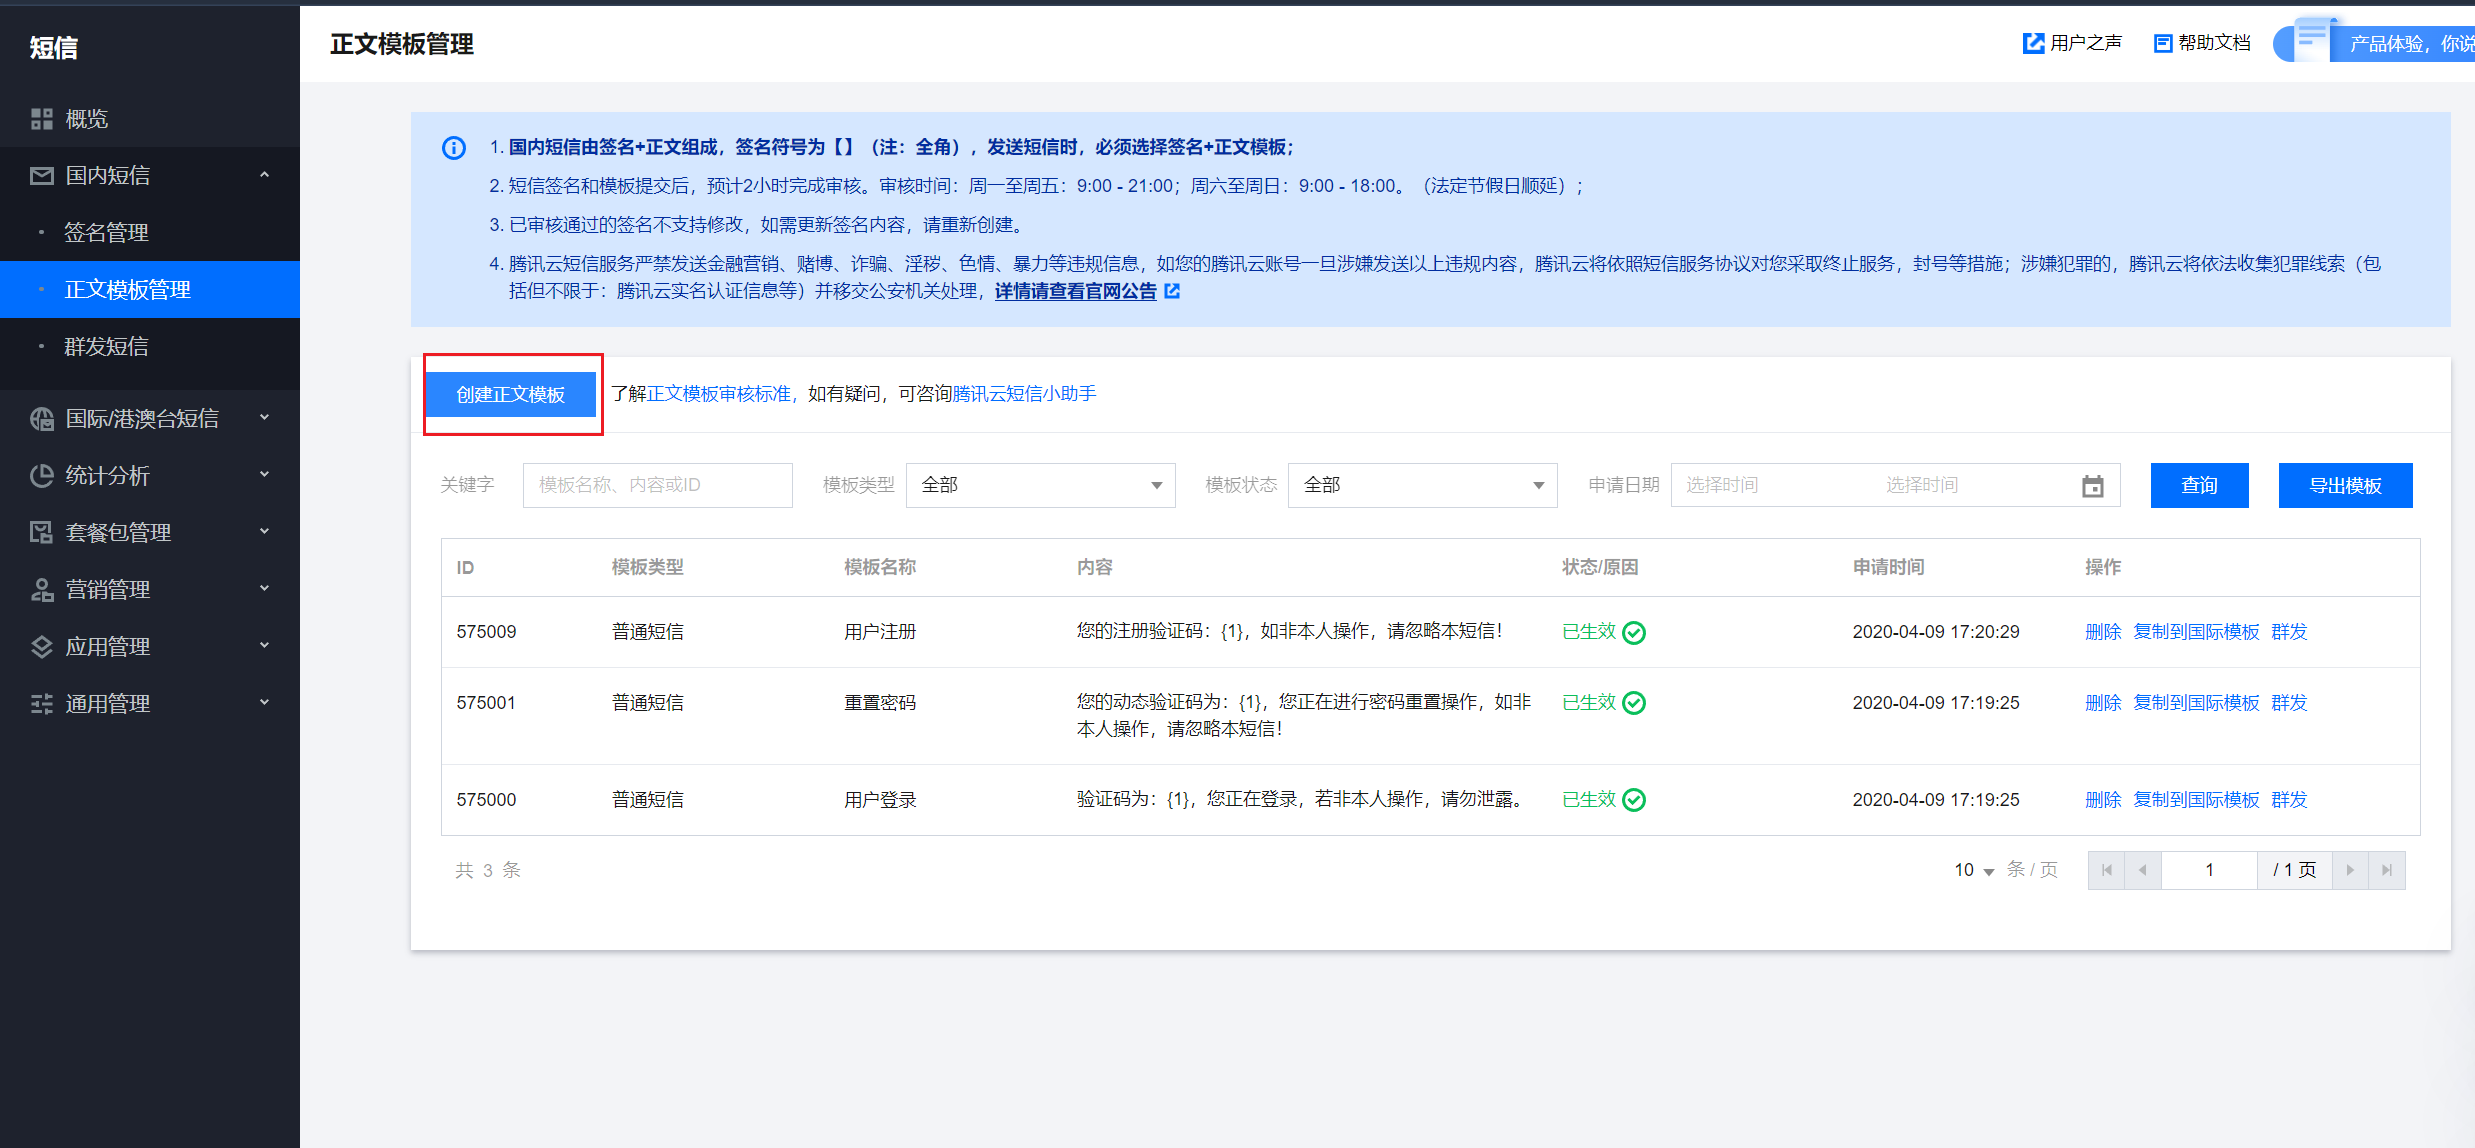 短信
正文模板管理
用户之声
帮助文档
产品体验，你说
概览
国内短信
签名管理
正文模板管理
群发短信
国际/港澳台短信
统计分析
套餐包管理
营销管理
应用管理
通用管理
1. 国内短信由签名+正文组成，签名符号为【】（注：全角），发送短信时，必须选择签名+正文模板；
2. 短信签名和模板提交后，预计2小时完成审核。审核时间：周一至周五：9:00 - 21:00；周六至周日：9:00 - 18:00。（法定节假日顺延）；
3. 已审核通过的签名不支持修改，如需更新签名内容，请重新创建。
4. 腾讯云短信服务严禁发送金融营销、赌博、诈骗、淫秽、色情、暴力等违规信息，如您的腾讯云账号一旦涉嫌发送以上违规内容，腾讯云将依照短信服务协议对您采取终止服务，封号等措施；涉嫌犯罪的，腾讯云将依法收集犯罪线索（包
括但不限于：腾讯云实名认证信息等）并移交公安机关处理，详情请查看官网公告
创建正文模板 了解正文模板审核标准，如有疑问，可咨询腾讯云短信小助手
关键字 模板名称、内容或ID 模板类型 全部 模板状态 全部 申请日期 选择时间 选择时间 查询 导出模板
ID 模板类型 模板名称 内容 状态/原因 申请时间 操作
575009 普通短信 用户注册 您的注册验证码：{1}，如非本人操作，请忽略本短信！ 已生效 2020-04-09 17:20:29 删除 复制到国际模板 群发
575001 普通短信 重置密码 您的动态验证码为：{1}，您正在进行密码重置操作，如非 已生效 2020-04-09 17:19:25 删除 复制到国际模板 群发
本人操作，请忽略本短信！
575000 普通短信 用户登录 验证码为：{1}，您正在登录，若非本人操作，请勿泄露。 已生效 2020-04-09 17:19:25 删除 复制到国际模板 群发
共 3 条 10 条 / 页 1 / 1 页